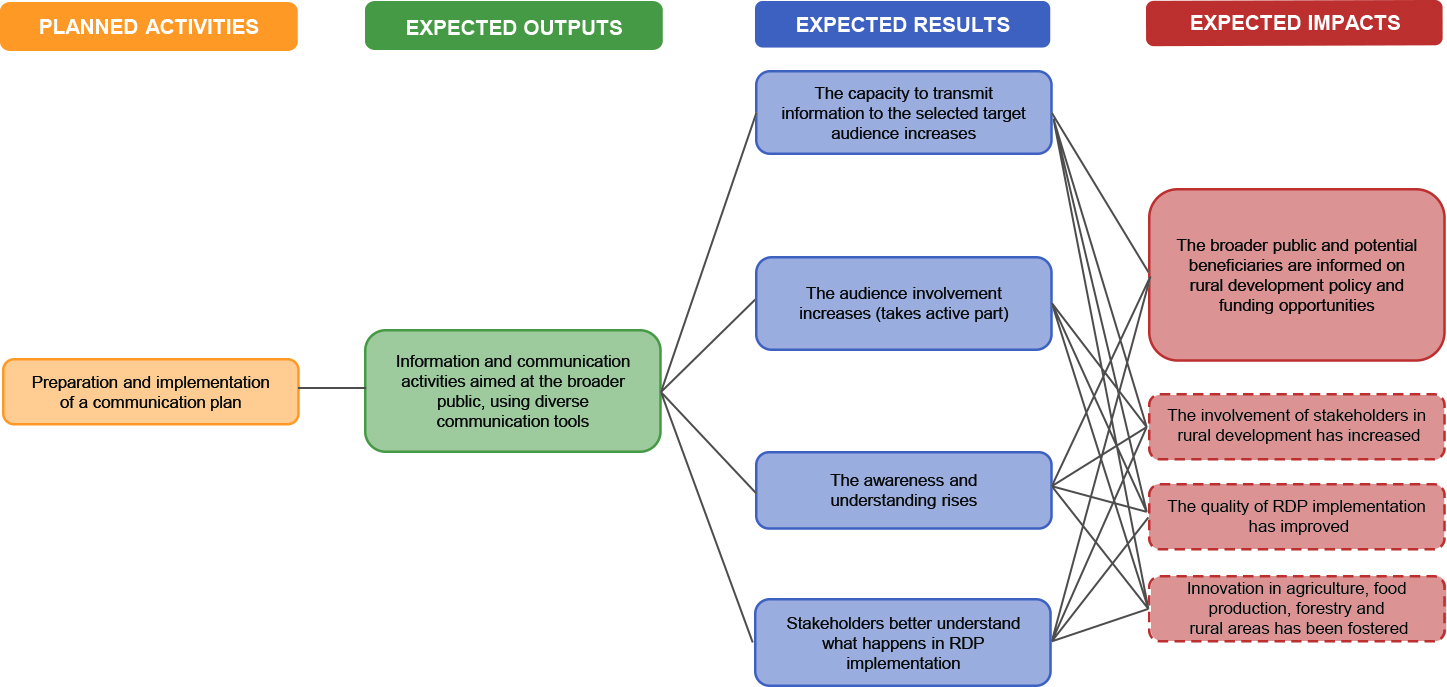 PLANNED ACTIVITIES
EXPECTED OUTPUTS
EXPECTED RESULTS
EXPECTED IMPACTS
Preparation and implementation
of a communication plan
Information and communication
activities aimed at the broader
public, using diverse
communication tools
The capacity to transmit
information to the selected target
audience increases
The audience involvement
increases (takes active part)
The awareness and
understanding rises
Stakeholders better understand
what happens in RDP
implementation
The broader public and potential
beneficiaries are informed on
rural development policy and
funding opportunities
The involvement of stakeholders in
rural development has increased
The quality of RDP implementation
has improved
Innovation in agriculture, food
production, forestry and
rural areas has been fostered